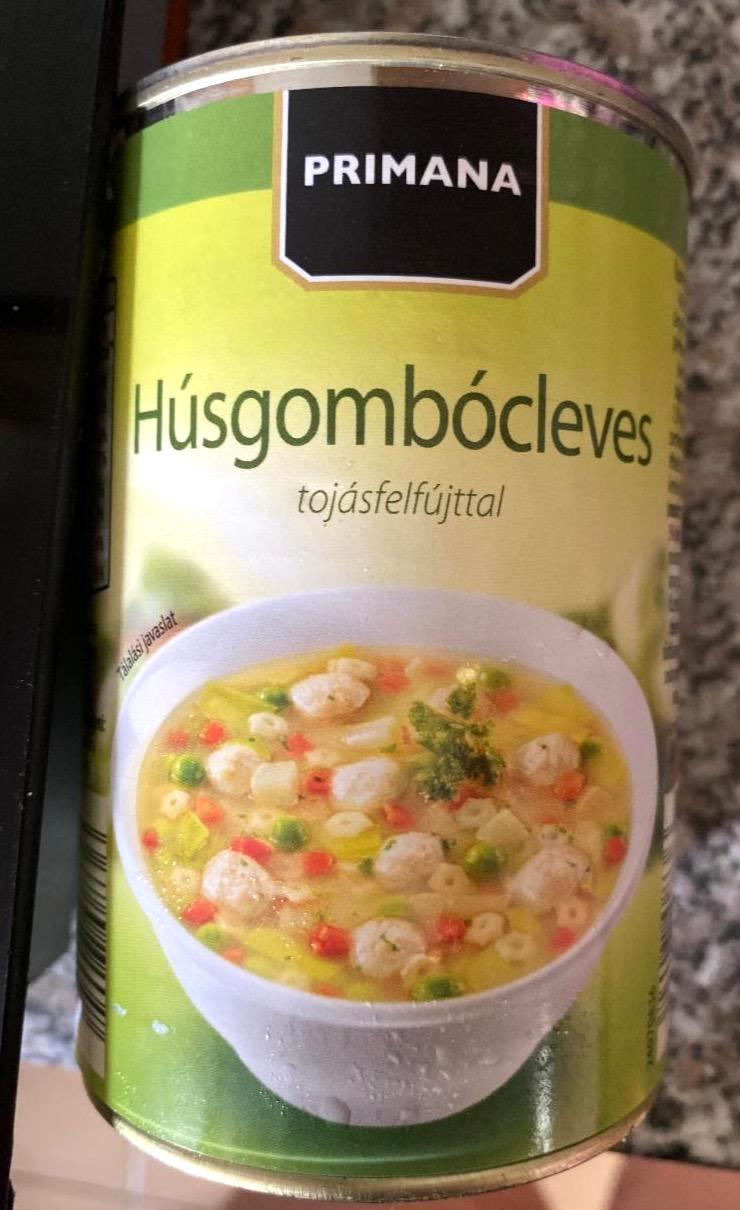 PRIMANA
Húsgombócleves
tojásfelfújttal
Tálalási javaslat